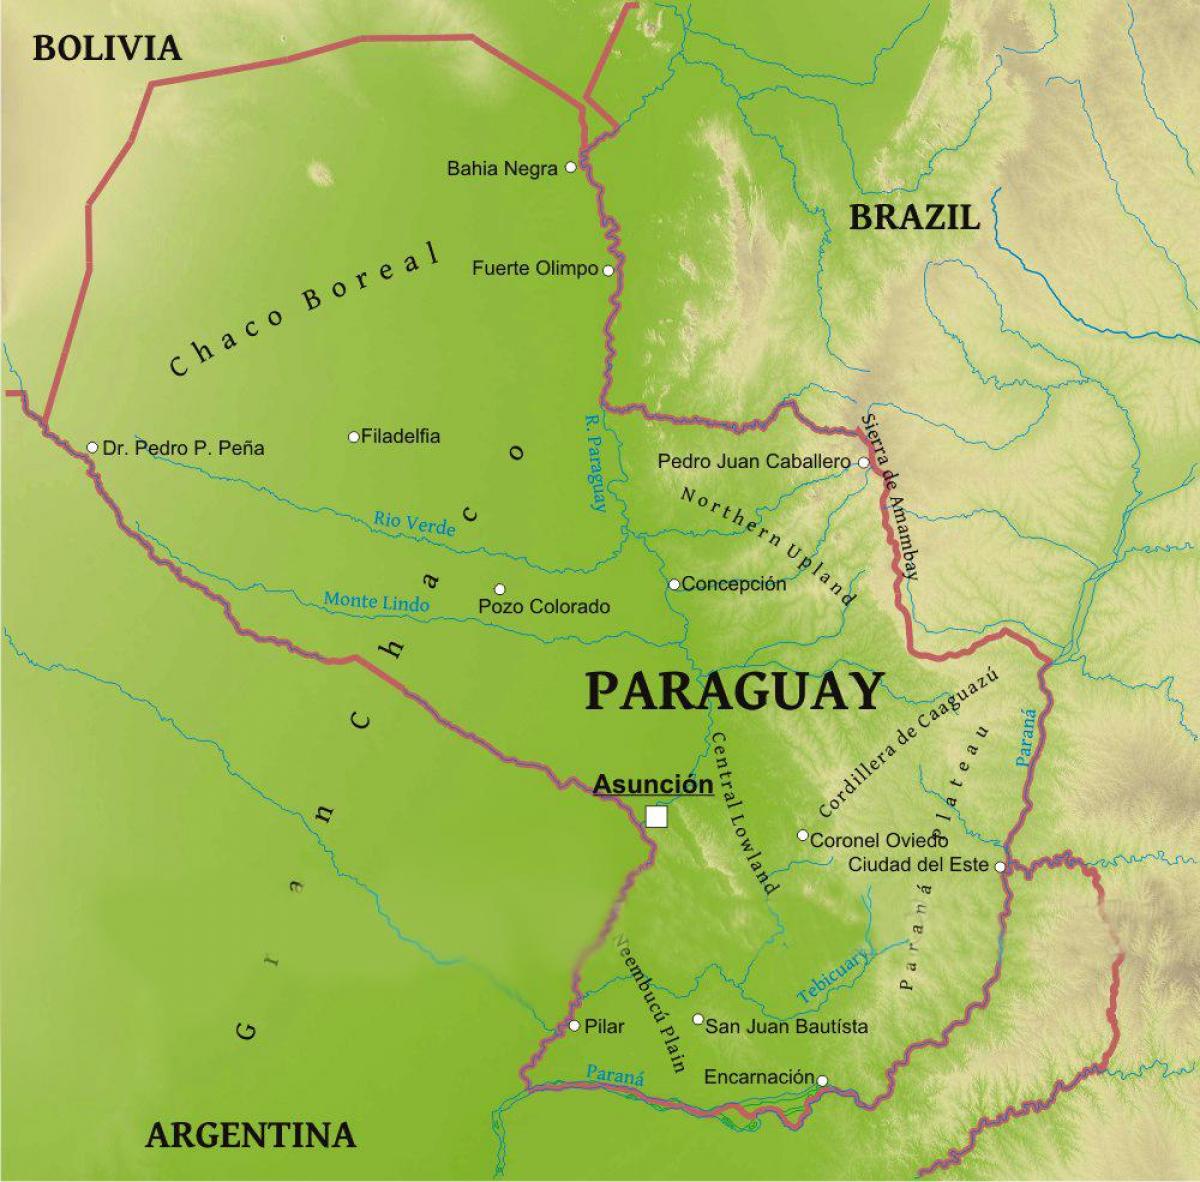 BOLIVIA
Bahia Negra
BRAZIL
Fuerte Olimpo
Chaco Boreal
Dr. Pedro P. Peña
Filadelfia
R. Paraguay
Pedro Juan Caballero
Sierra de Amambay
Northern Upland
Rio Verde
Concepción
Monte Lindo
Pozo Colorado
Gran Chaco
PARAGUAY
Cordillera de Caaguazú
Paraná
Asunción
Central Lowland
Coronel Oviedo
Ciudad del Este
Paraná Plateau
Neembucú Plain
Tebicuary
Pilar
San Juan Bautísta
Paraná
Encarnación
ARGENTINA